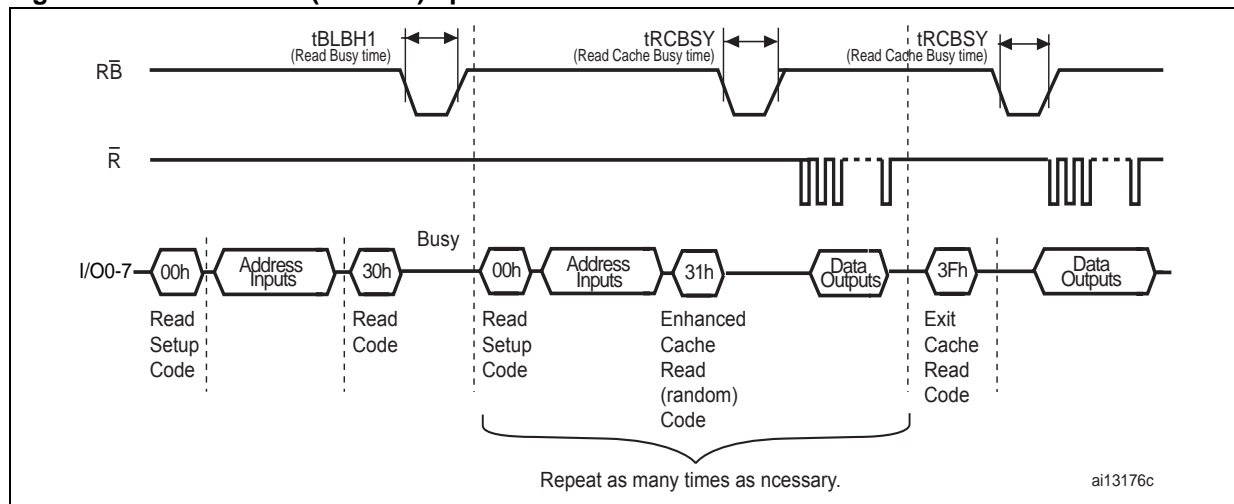 tBLBH1 tRCBSY tRCBSY
(Read Busy time) (Read Cache Busy time) (Read Cache Busy time)
RB̅
R̅
Busy
I/O0-7 00h Address Inputs 30h 00h Address Inputs 31h Data Outputs 3Fh Data Outputs
Read Setup Code
Read Code
Read Setup Code
Enhanced Cache Read (random) Code
Exit Cache Read Code
Repeat as many times as ncessary.
ai13176c